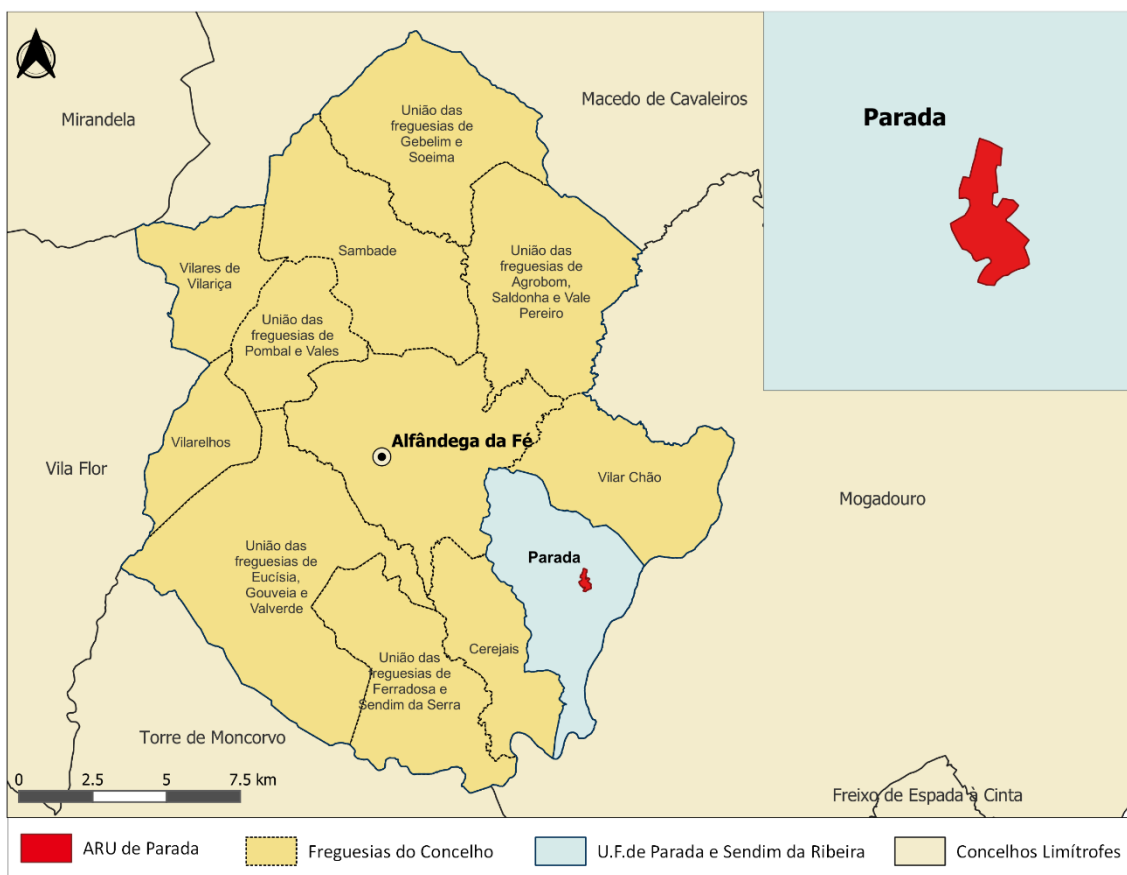 Mirandela
Macedo de Cavaleiros
União das
freguesias de
Gebelim e
Soeima
Parada
Sambade
Vilares de
Vilariça
União das
freguesias de
Agrobom,
Saldonha e Vale
Pereiro
União das
freguesias de
Pombal e Vales
Vilarelhos
Alfândega da Fé
Vila Flor
Vilar Chão
Mogadouro
União das
freguesias de
Eucísia,
Gouveia e
Valverde
Parada
Cerejais
União das
freguesias de
Ferradosa e
Sendim da Serra
Torre de Moncorvo
0 2.5 5 7.5 km
Freixo de Espada à Cinta
ARU de Parada
Freguesias do Concelho
U.F.de Parada e Sendim da Ribeira
Concelhos Limítrofes